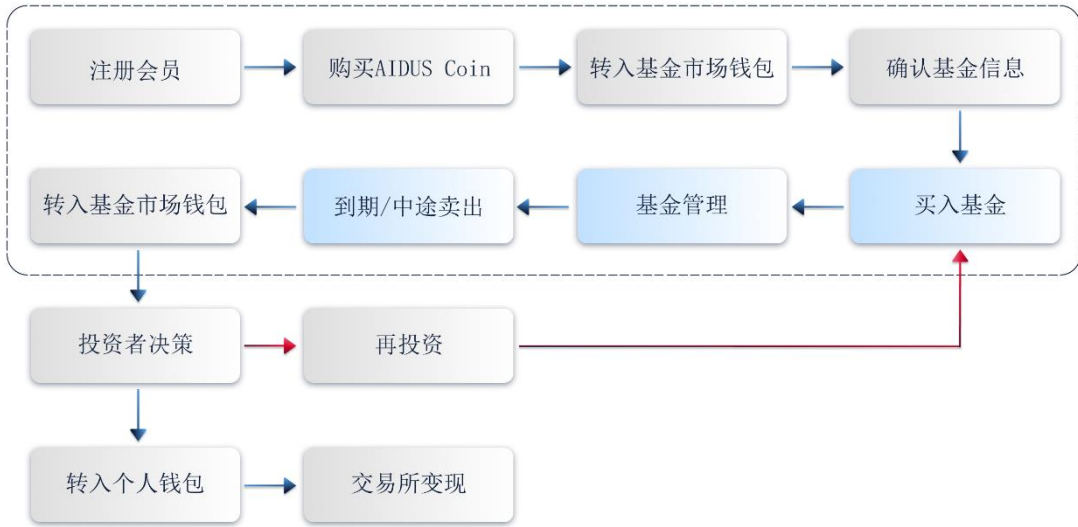 注册会员
购买AIDUS Coin
转入基金市场钱包
确认基金信息
转入基金市场钱包
到期/中途卖出
基金管理
买入基金
投资者决策
再投资
转入个人钱包
交易所变现